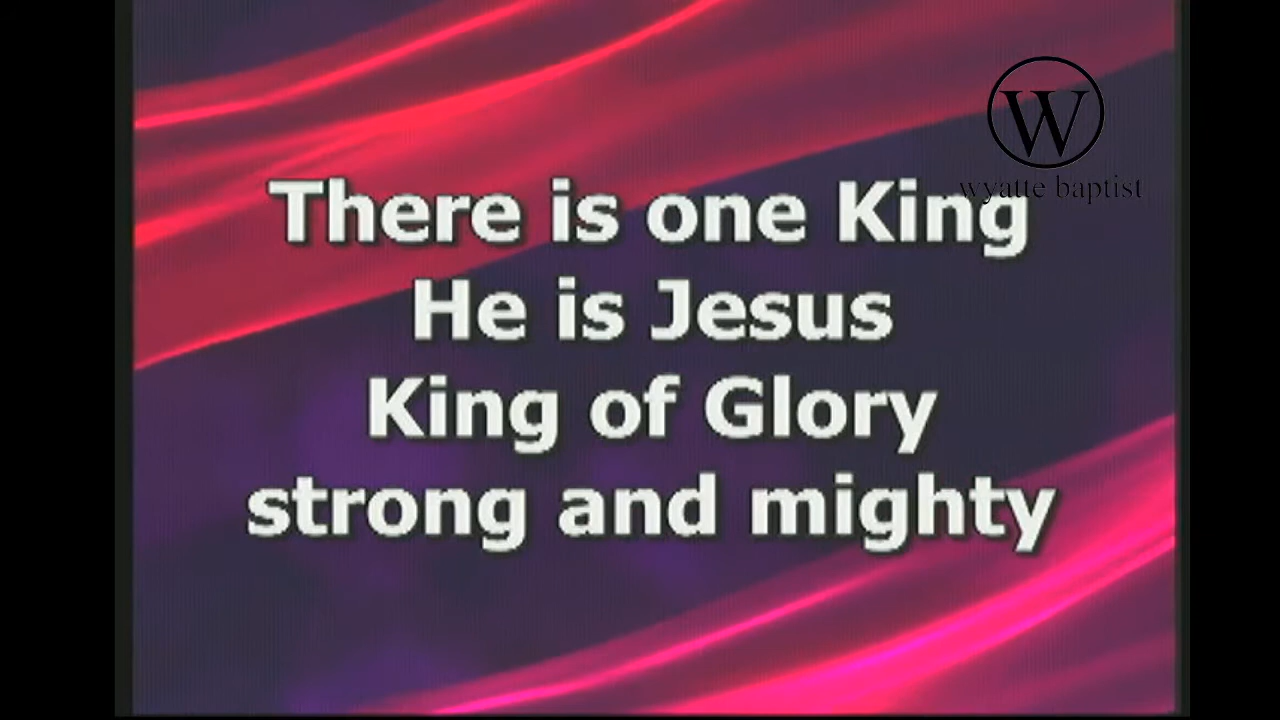 W
wyatte baptist
There is one King
He is Jesus
King of Glory
strong and mighty